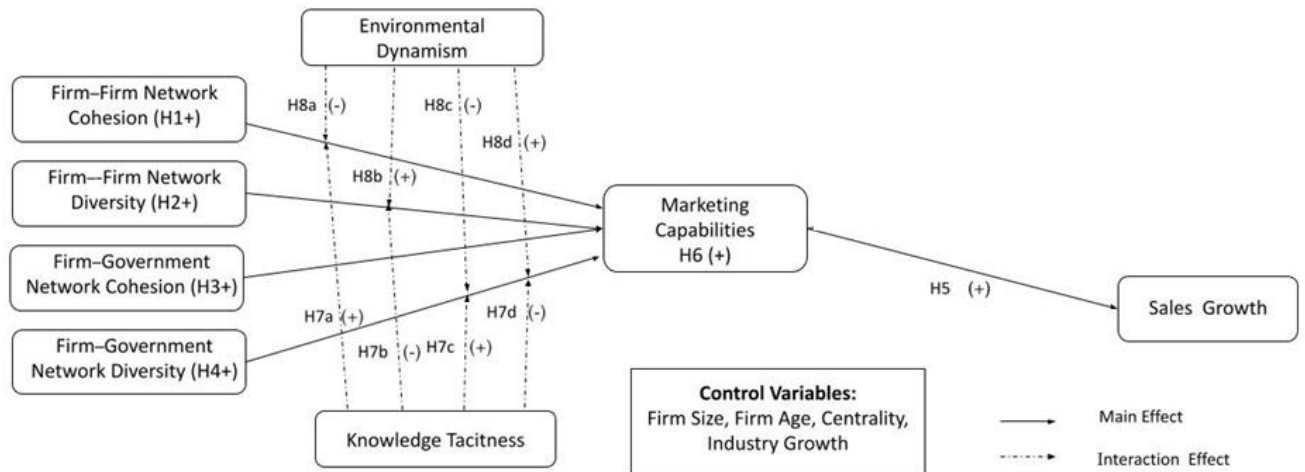 Environmental
Dynamism
Firm–Firm Network
Cohesion (H1+)
H8a (-)
H8c (-)
H8d (+)
Firm-–Firm Network
Diversity (H2+)
H8b (+)
Marketing
Capabilities
H6 (+)
Firm–Government
Network Cohesion (H3+)
H5 (+)
Sales Growth
H7a (+)
H7d (-)
Firm–Government
Network Diversity (H4+)
H7b (-)
H7c (+)
Control Variables:
Firm Size, Firm Age, Centrality,
Industry Growth
Knowledge Tacitness
Main Effect
Interaction Effect